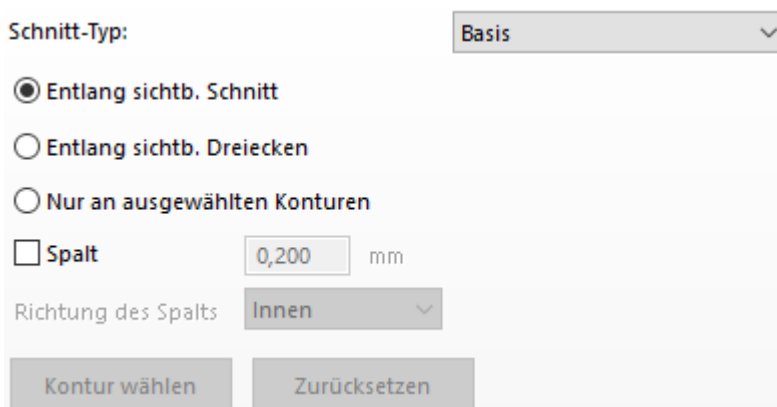 Schnitt-Typ: Basis
Entlang sichtb. Schnitt
Entlang sichtb. Dreiecken
Nur an ausgewählten Konturen
Spalt 0,200 mm
Richtung des Spalts Innen
Kontur wählen Zurücksetzen